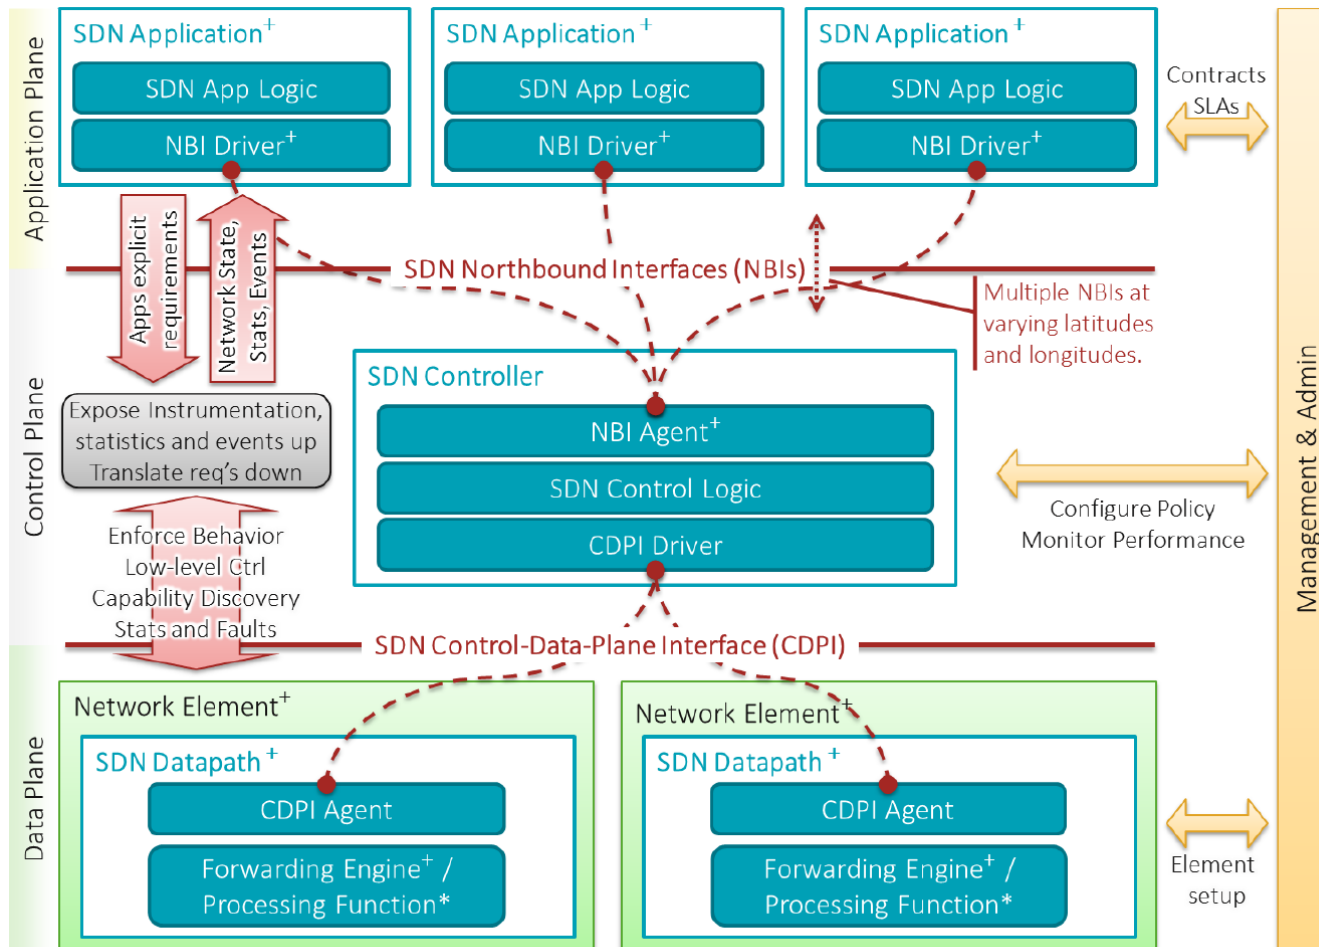 Application Plane
SDN Application+
SDN App Logic
NBI Driver+
SDN Application+
SDN App Logic
NBI Driver+
SDN Application+
SDN App Logic
NBI Driver+
Contracts
SLAs
Apps explicit
requirements
Network State,
Stats, Events
SDN Northbound Interfaces (NBIs)
Multiple NBIs at
varying latitudes
and longitudes.
Control Plane
Expose Instrumentation,
statistics and events up
Translate req's down
SDN Controller
NBI Agent+
SDN Control Logic
CDPI Driver
Configure Policy
Monitor Performance
Management & Admin
Enforce Behavior
Low-level Ctrl
Capability Discovery
Stats and Faults
SDN Control-Data-Plane Interface (CDPI)
Data Plane
Network Element+
SDN Datapath+
CDPI Agent
Forwarding Engine+ /
Processing Function*
Network Element+
SDN Datapath+
CDPI Agent
Forwarding Engine+ /
Processing Function*
Element
setup